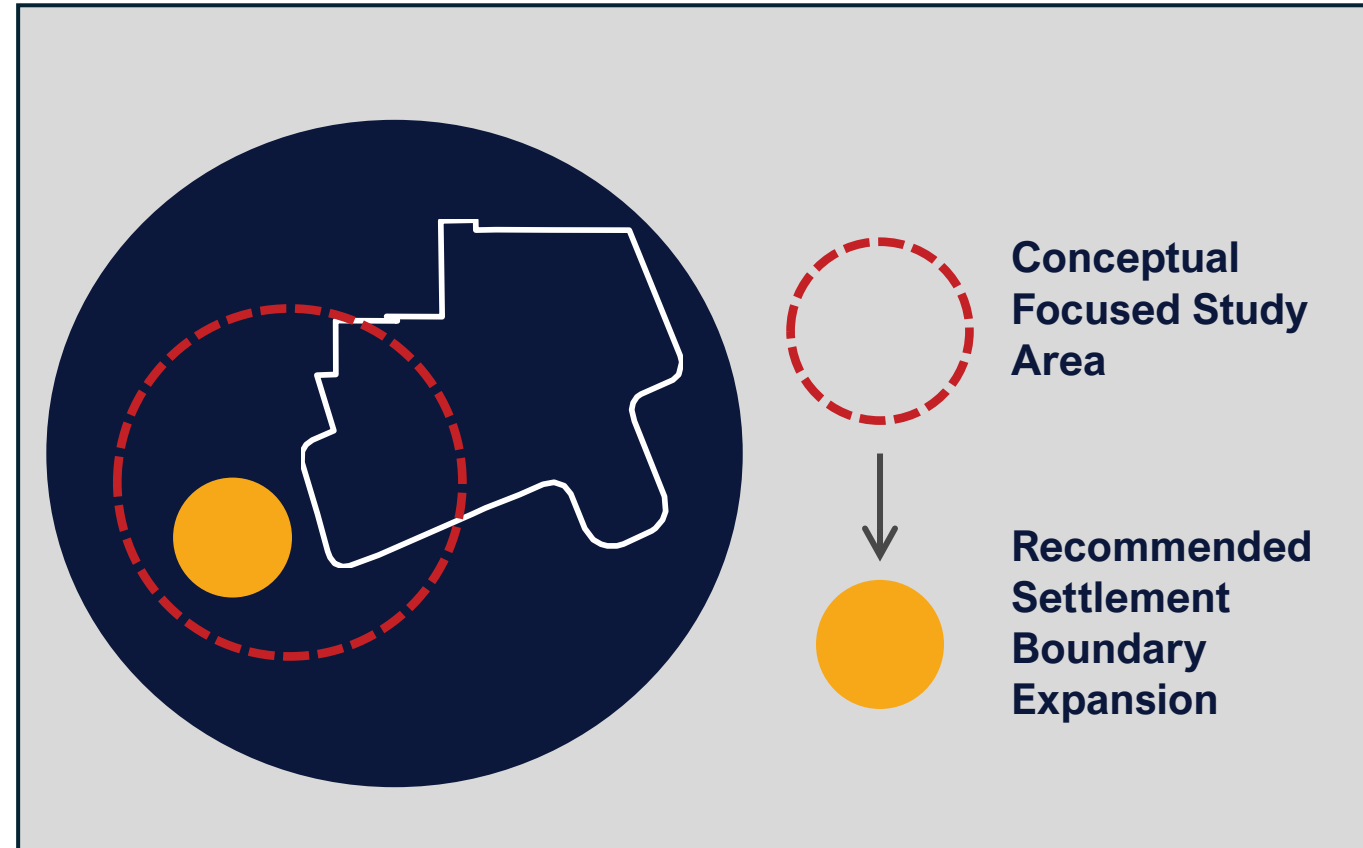 Conceptual
Focused Study
Area
Recommended
Settlement
Boundary
Expansion